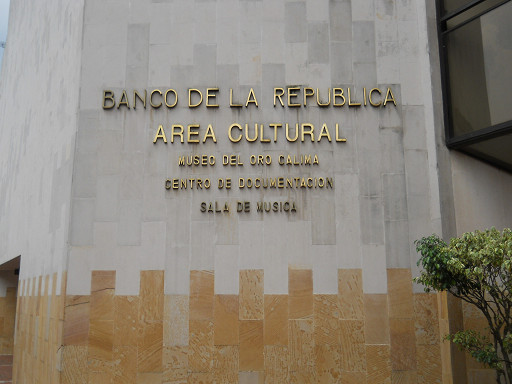 BANCO DE LA REPUBLICA
AREA CULTURAL
MUSEO DEL ORO CALIMA
CENTRO DE DOCUMENTACION
SALA DE MUSICA